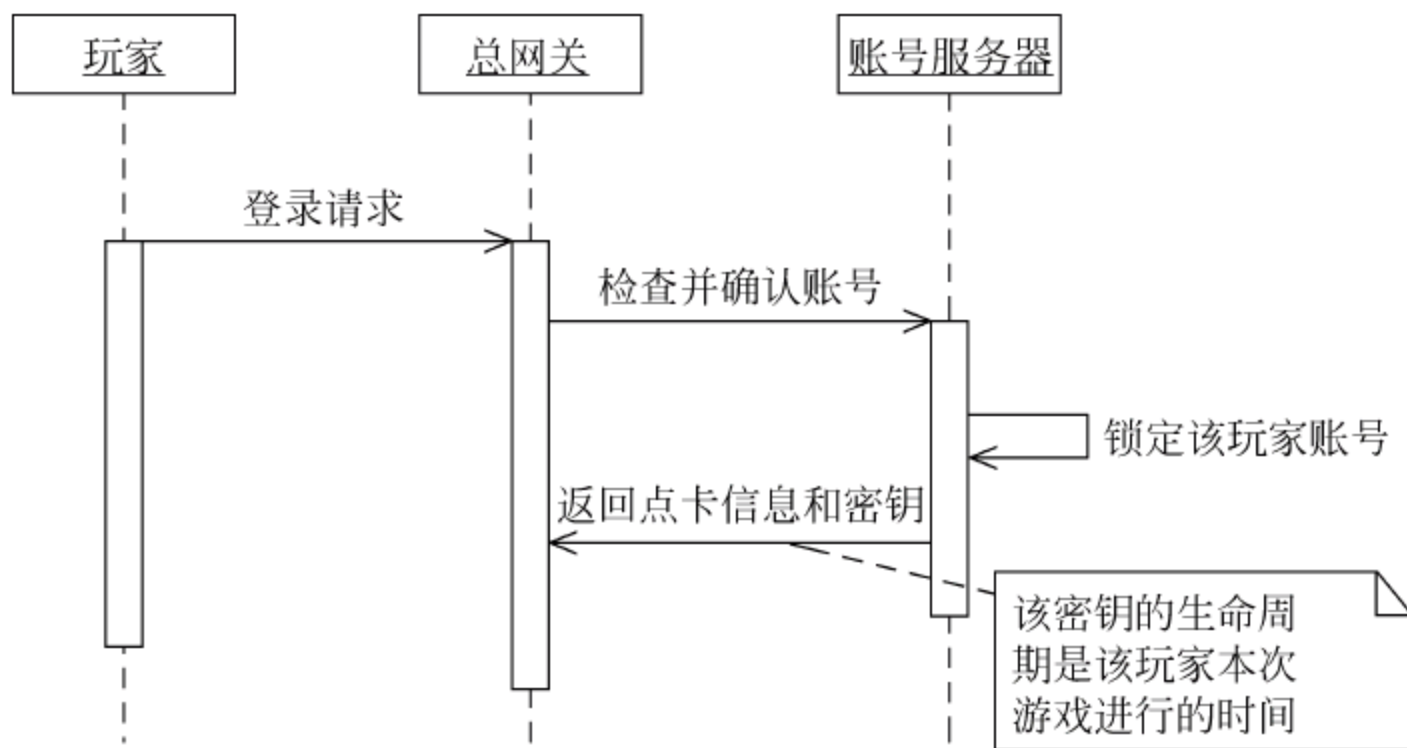 玩家
总网关
账号服务器
登录请求
检查并确认账号
锁定该玩家账号
返回点卡信息和密钥
该密钥的生命周
期是该玩家本次
游戏进行的时间